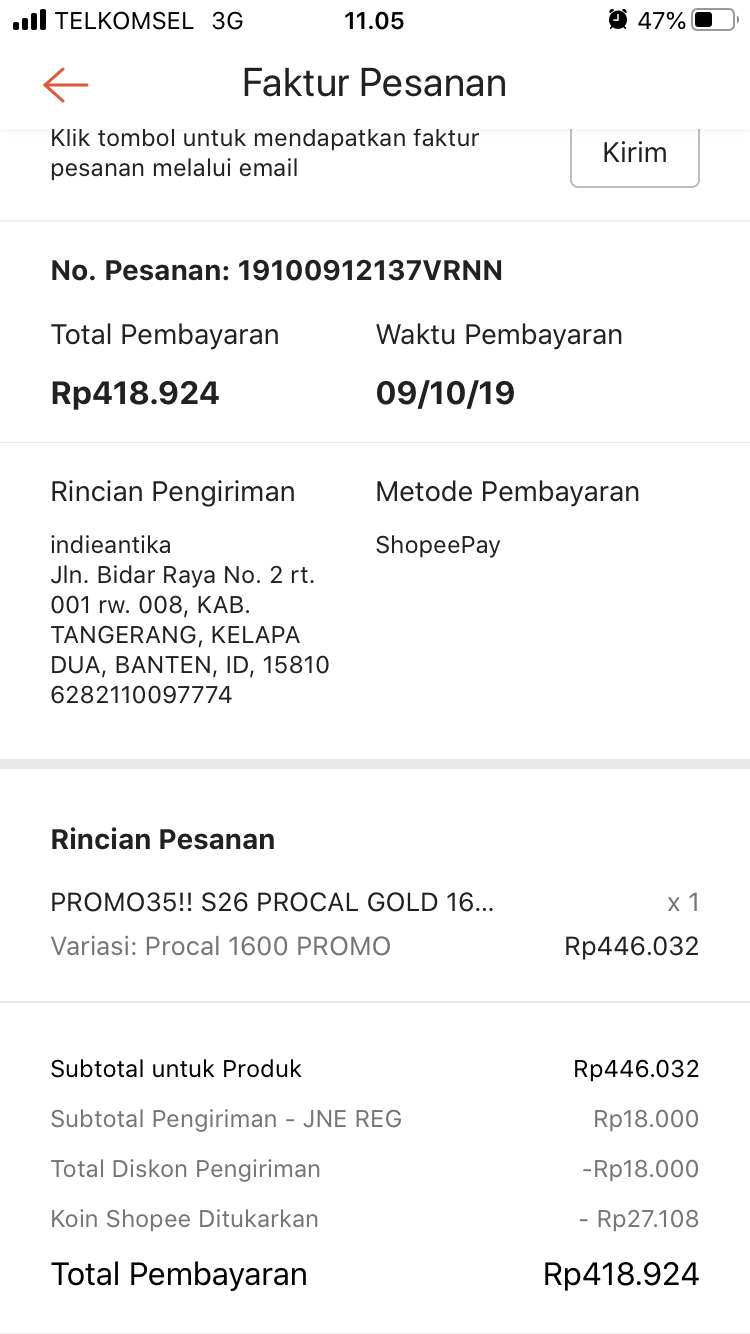 TELKOMSEL 3G 11.05 47%
Faktur Pesanan
Klik tombol untuk mendapatkan faktur
pesanan melalui email
Kirim
No. Pesanan: 19100912137VRNN
Total Pembayaran Waktu Pembayaran
Rp418.924 09/10/19
Rincian Pengiriman Metode Pembayaran
indieantika ShopeePay
Jln. Bidar Raya No. 2 rt.
001 rw. 008, KAB.
TANGERANG, KELAPA
DUA, BANTEN, ID, 15810
6282110097774
Rincian Pesanan
PROMO35!! S26 PROCAL GOLD 16... x 1
Variasi: Procal 1600 PROMO Rp446.032
Subtotal untuk Produk Rp446.032
Subtotal Pengiriman - JNE REG Rp18.000
Total Diskon Pengiriman -Rp18.000
Koin Shopee Ditukarkan - Rp27.108
Total Pembayaran Rp418.924